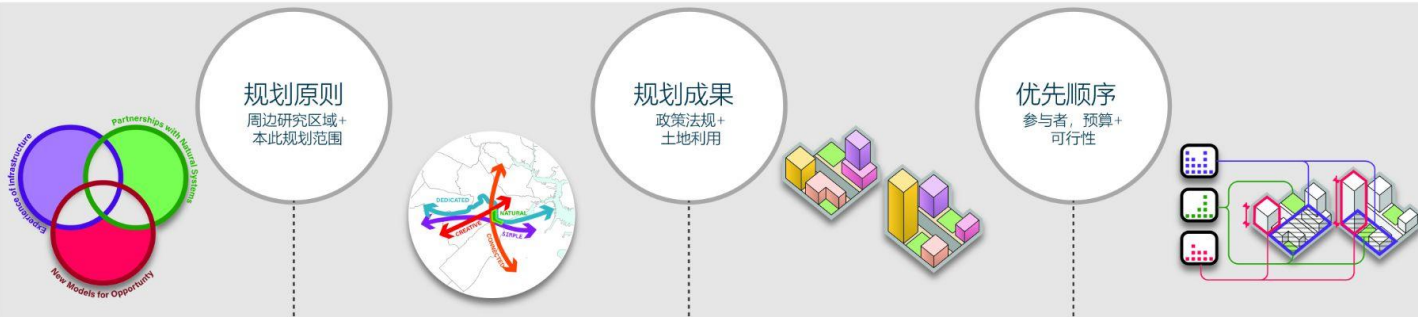 Experience of Infrastructure
Partnerships with Natural Systems
New Models for Opportunty
规划原则
周边研究区域+
本此规划范围
DEDICATED
NATURAL
CREATIVE
SIMPLE
CONNECTED
规划成果
政策法规+
土地利用
优先顺序
参与者，预算+
可行性